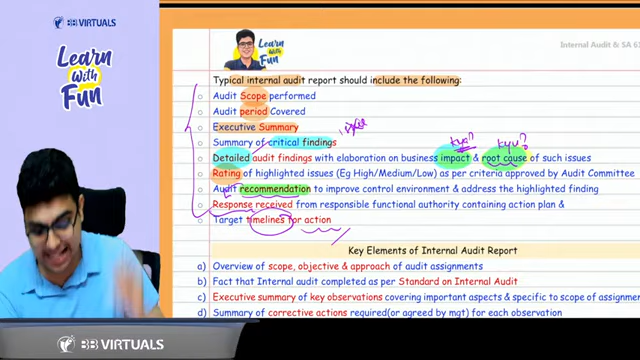 BB VIRTUALS
Learn
With
Fun
Learn
With
Fun
Internal Audit & SA 61
Typical internal audit report should include the following:
Audit Scope performed
Audit period Covered
Executive Summary
Summary of critical findings
kya? kyu?
Detailed audit findings with elaboration on business impact & root cause of such issues
Rating of highlighted issues (Eg High/Medium/Low) as per criteria approved by Audit Committee
Audit recommendation to improve control environment & address the highlighted finding
Response received from responsible functional authority containing action plan &
Target timelines for action
Key Elements of Internal Audit Report
a) Overview of scope, objective & approach of audit assignments
b) Fact that Internal audit completed as per Standard on Internal Audit
c) Executive summary of key observations covering important aspects & specific to scope of assignme
d) Summary of corrective actions required(or agreed by mgt) for each observation
BB VIRTUALS